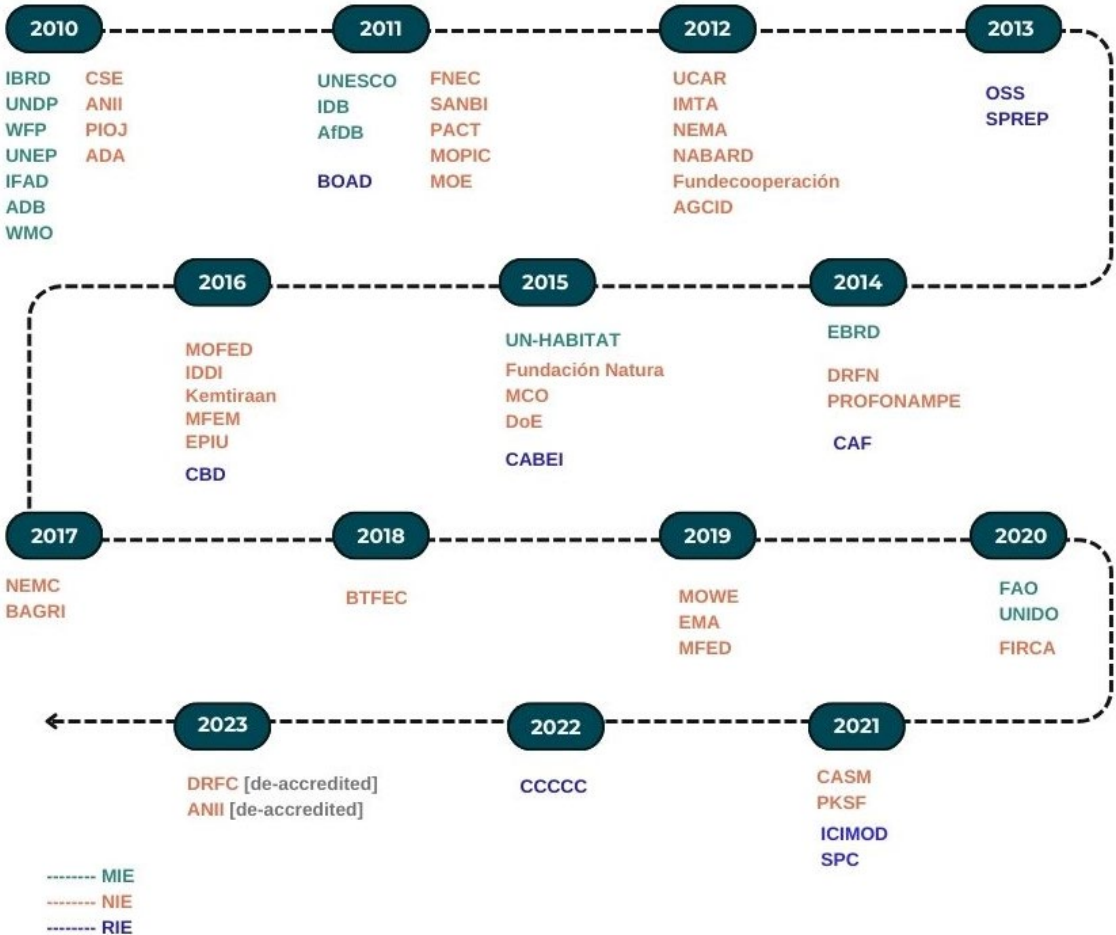 2010
IBRD
UNDP
WFP
UNEP
IFAD
ADB
WMO
CSE
ANII
PIOJ
ADA
2011
UNESCO
IDB
AfDB
BOAD
FNEC
SANBI
PACT
MOPIC
MOE
2012
UCAR
IMTA
NEMA
NABARD
Fundecooperación
AGCID
2013
OSS
SPREP
2014
EBRD
DRFN
PROFONAMPE
CAF
2015
UN-HABITAT
Fundación Natura
MCO
DoE
CABEI
2016
MOFED
IDDI
Kemtiraan
MFEM
EPIU
CBD
2017
NEMC
BAGRI
2018
BTFEC
2019
MOWE
EMA
MFED
2020
FAO
UNIDO
FIRCA
2021
CASM
PKSF
ICIMOD
SPC
2022
CCCCC
2023
DRFC [de-accredited]
ANII [de-accredited]
-------- MIE
-------- NIE
-------- RIE